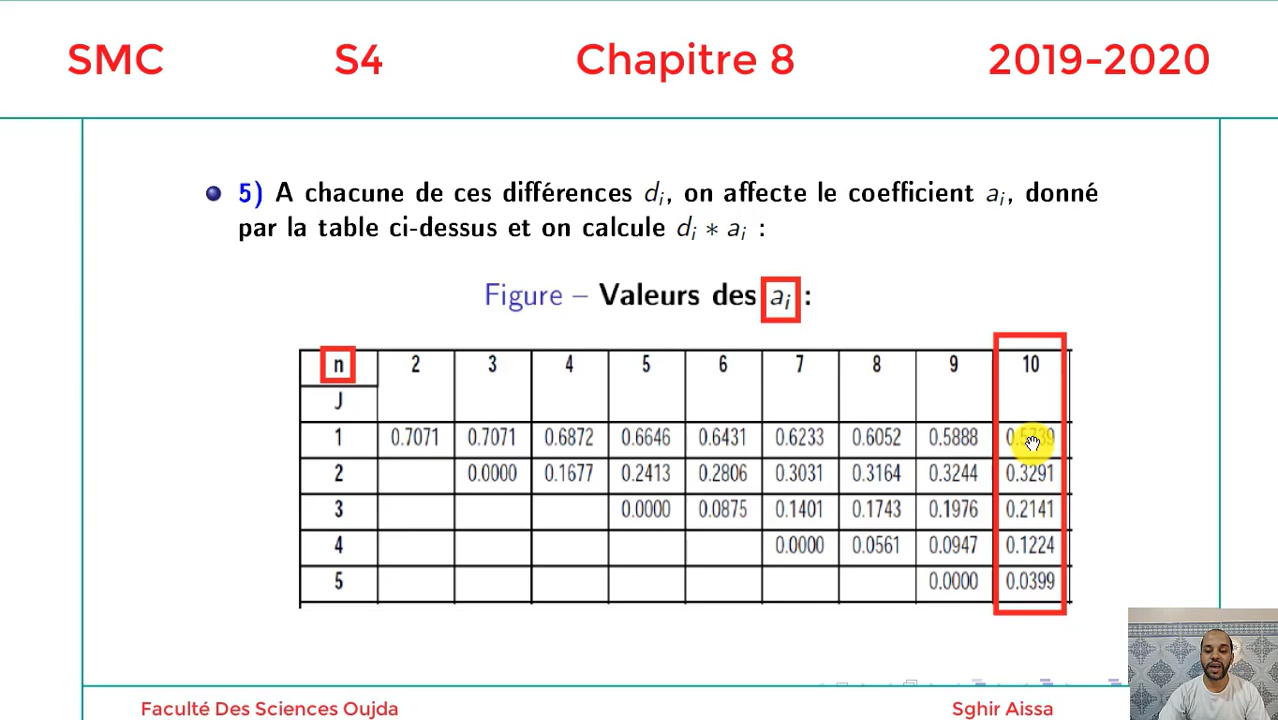 SMC S4 Chapitre 8 2019-2020
5) A chacune de ces différences di, on affecte le coefficient ai, donné
par la table ci-dessus et on calcule di ∗ ai :
Figure – Valeurs des ai :
n 2 3 4 5 6 7 8 9 10
J
1 0.7071 0.7071 0.6872 0.6646 0.6431 0.6233 0.6052 0.5888
2 0.0000 0.1677 0.2413 0.2806 0.3031 0.3164 0.3244 0.3291
3 0.0000 0.0875 0.1401 0.1743 0.1976 0.2141
4 0.0000 0.0561 0.0947 0.1224
5 0.0000 0.0399
Faculté Des Sciences Oujda Sghir Aissa